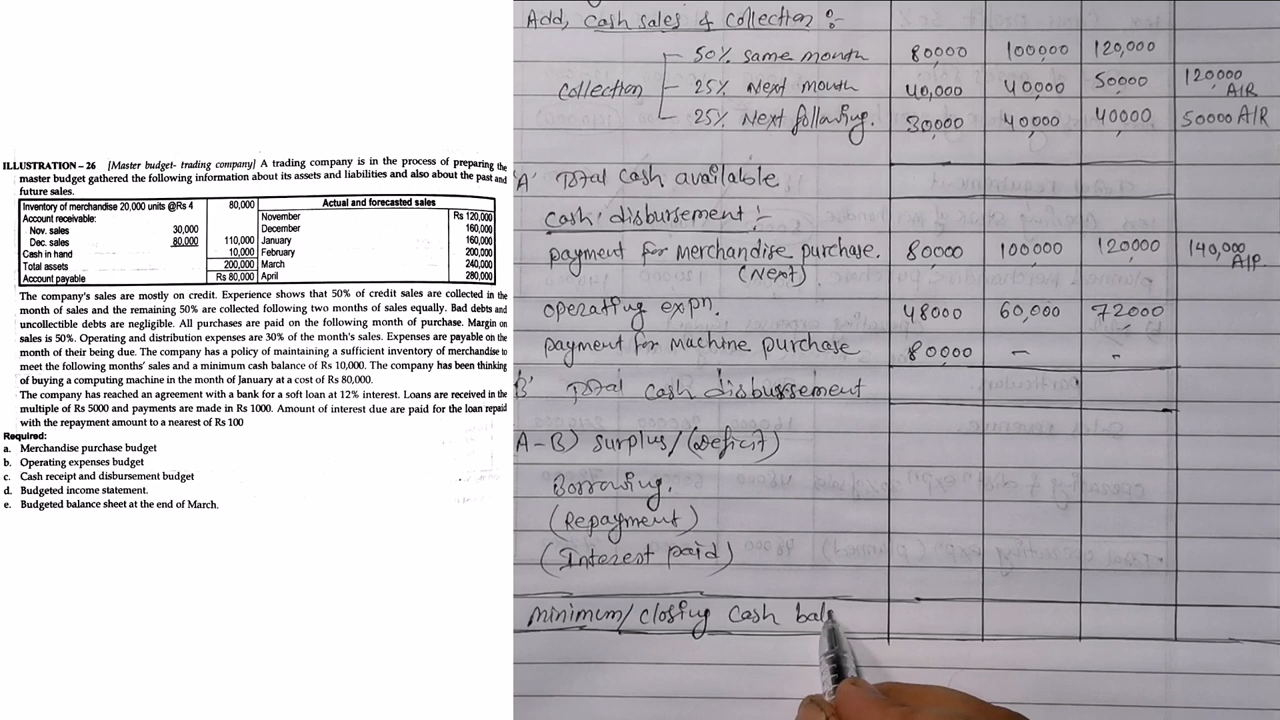 ILLUSTRATION – 26 [Master budget- trading company] A trading company is in the process of preparing the
master budget gathered the following information about its assets and liabilities and also about the past and
future sales.
Inventory of merchandise 20,000 units @Rs 4 80,000 Actual and forecasted sales
Account receivable: November Rs 120,000
Nov. sales 30,000 December 160,000
Dec. sales 80,000 110,000 January 160,000
Cash in hand 10,000 February 200,000
Total assets 200,000 March 240,000
Account payable Rs 80,000 April 280,000
The company's sales are mostly on credit. Experience shows that 50% of credit sales are collected in the
month of sales and the remaining 50% are collected following two months of sales equally. Bad debts and
uncollectible debts are negligible. All purchases are paid on the following month of purchase. Margin on
sales is 50%. Operating and distribution expenses are 30% of the month's sales. Expenses are payable on the
month of their being due. The company has a policy of maintaining a sufficient inventory of merchandise to
meet the following months' sales and a minimum cash balance of Rs 10,000. The company has been thinking
of buying a computing machine in the month of January at a cost of Rs 80,000.
The company has reached an agreement with a bank for a soft loan at 12% interest. Loans are received in the
multiple of Rs 5000 and payments are made in Rs 1000. Amount of interest due are paid for the loan repaid
with the repayment amount to a nearest of Rs 100
Required:
a. Merchandise purchase budget
b. Operating expenses budget
c. Cash receipt and disbursement budget
d. Budgeted income statement.
e. Budgeted balance sheet at the end of March.
Add, cash sales & collection :-
50% same month 80000 100,000 120,000
collection 25% Next month 40,000 40000 50000 120000 A/R
25% Next following. 30000 40,000 40000 50000 A/R
'A' Total cash available
cash disbursement :-
payment for Merchandise purchase. 80000 100,000 120000 140,000 A/P
(Next)
operating expn. 48000 60,000 72000
payment for machine purchase 80000 - -
'B' Total cash disbursement
A-B) surplus/(Deficit)
Borrowing.
(Repayment)
(Interest paid)
minimum/closing cash bal